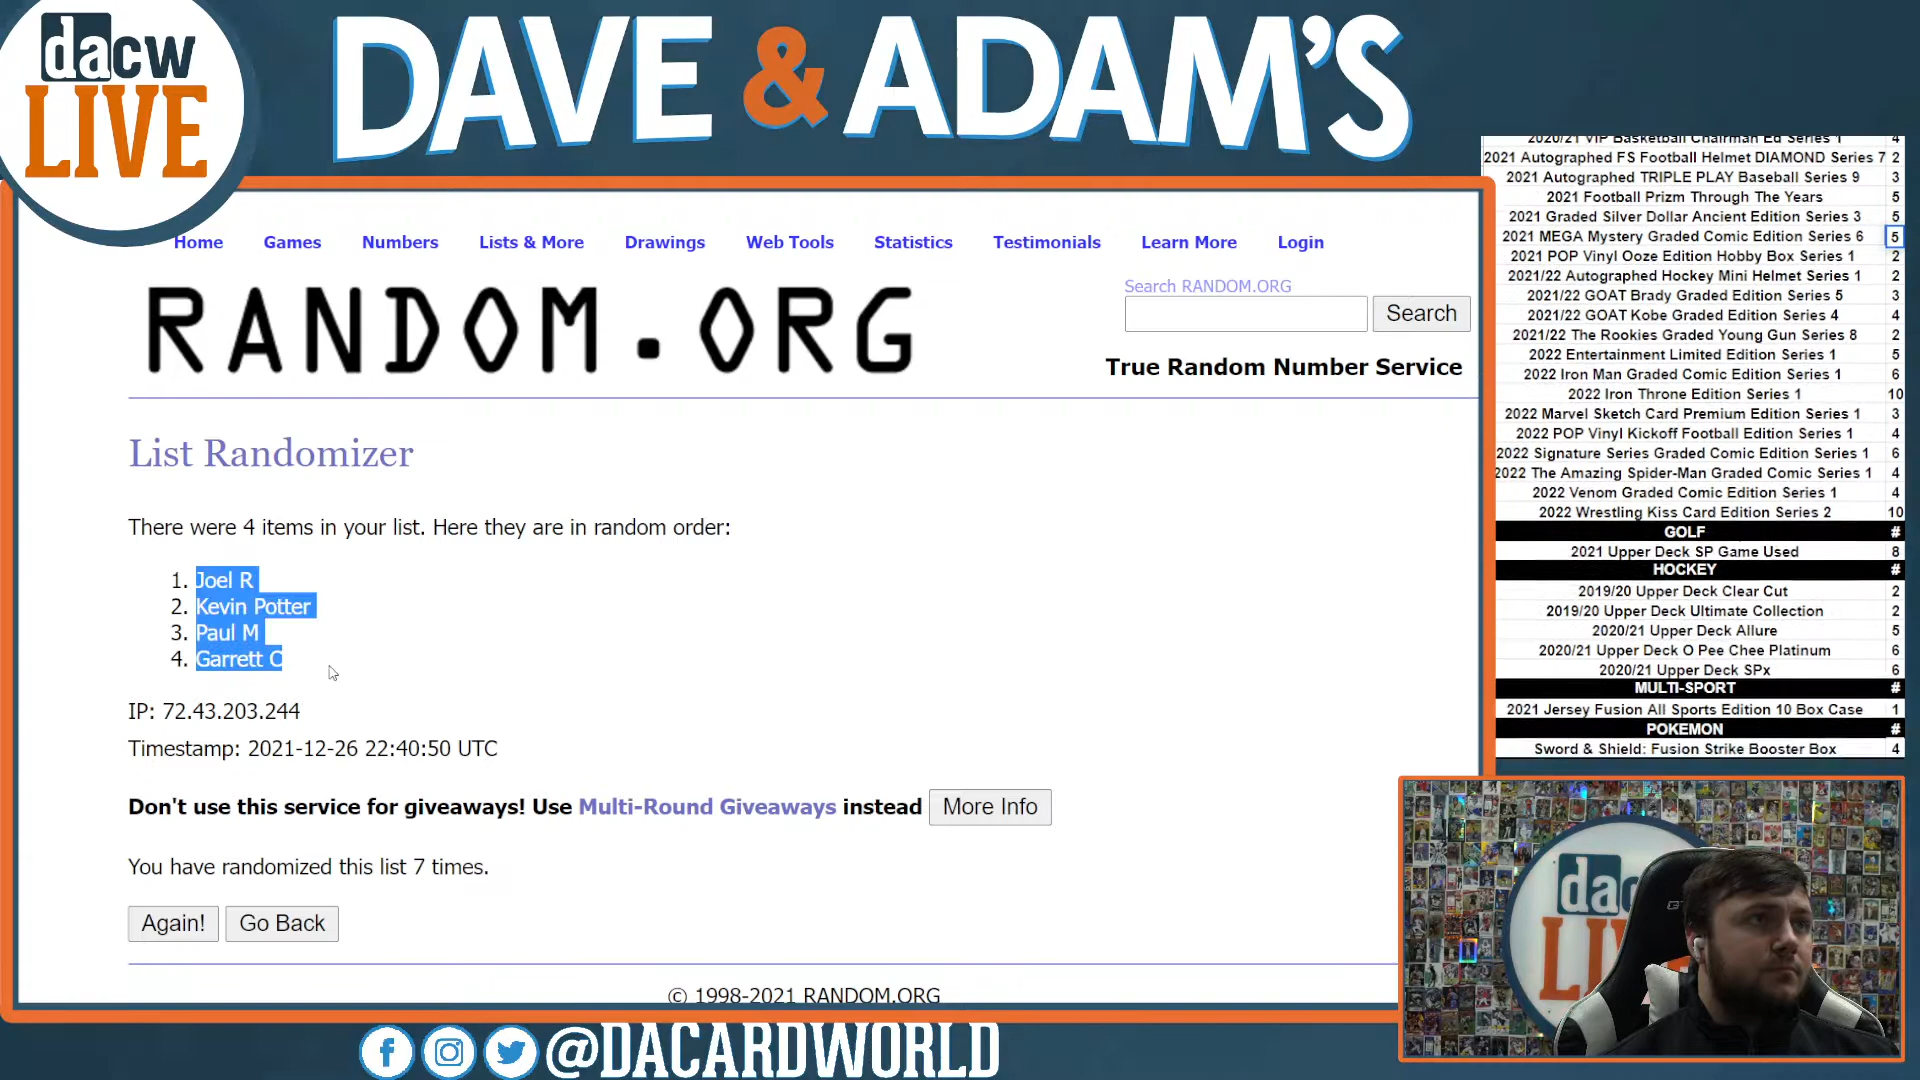 dacw
LIVE
DAVE & ADAM'S
Home Games Numbers Lists & More Drawings Web Tools Statistics Testimonials Learn More Login
RANDOM.ORG
Search RANDOM.ORG
Search
True Random Number Service
List Randomizer
There were 4 items in your list. Here they are in random order:
1. Joel R
2. Kevin Potter
3. Paul M
4. Garrett C
IP: 72.43.203.244
Timestamp: 2021-12-26 22:40:50 UTC
Don't use this service for giveaways! Use Multi-Round Giveaways instead More Info
You have randomized this list 7 times.
Again! Go Back
© 1998-2021 RANDOM.ORG
2020/21 VIP Basketball Chairman Ed Series 1 4
2021 Autographed FS Football Helmet DIAMOND Series 7 2
2021 Autographed TRIPLE PLAY Baseball Series 9 3
2021 Football Prizm Through The Years 5
2021 Graded Silver Dollar Ancient Edition Series 3 5
2021 MEGA Mystery Graded Comic Edition Series 6 5
2021 POP Vinyl Ooze Edition Hobby Box Series 1 2
2021/22 Autographed Hockey Mini Helmet Series 1 2
2021/22 GOAT Brady Graded Edition Series 5 3
2021/22 GOAT Kobe Graded Edition Series 4 4
2021/22 The Rookies Graded Young Gun Series 8 2
2022 Entertainment Limited Edition Series 1 5
2022 Iron Man Graded Comic Edition Series 1 6
2022 Iron Throne Edition Series 1 10
2022 Marvel Sketch Card Premium Edition Series 1 3
2022 POP Vinyl Kickoff Football Edition Series 1 4
2022 Signature Series Graded Comic Edition Series 1 6
2022 The Amazing Spider-Man Graded Comic Series 1 4
2022 Venom Graded Comic Edition Series 1 4
2022 Wrestling Kiss Card Edition Series 2 10
GOLF #
2021 Upper Deck SP Game Used 8
HOCKEY #
2019/20 Upper Deck Clear Cut 2
2019/20 Upper Deck Ultimate Collection 2
2020/21 Upper Deck Allure 5
2020/21 Upper Deck O Pee Chee Platinum 6
2020/21 Upper Deck SPx 6
MULTI-SPORT #
2021 Jersey Fusion All Sports Edition 10 Box Case 1
POKEMON #
Sword & Shield: Fusion Strike Booster Box 4
@DACARDWORLD